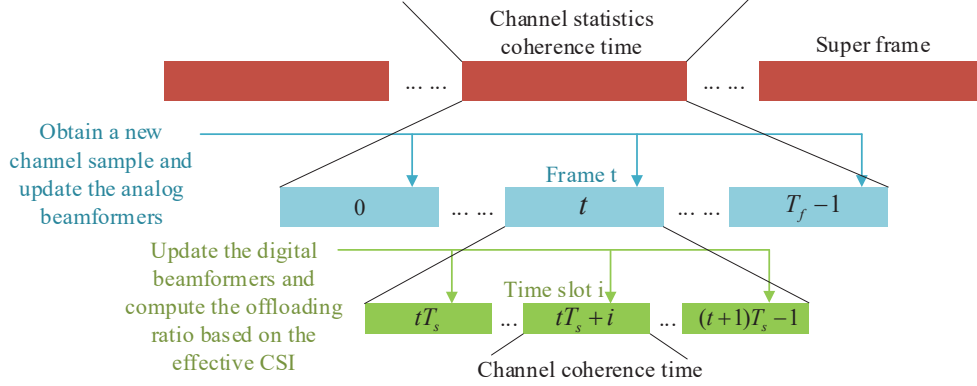 Channel statistics
coherence time
Super frame
... ...
... ...
Obtain a new
channel sample and
update the analog
beamformers
Frame t
0
... ...
t
... ...
T_f − 1
Update the digital
beamformers and
compute the offloading
ratio based on the
effective CSI
Time slot i
tT_s
...
tT_s + i
...
(t+1)T_s − 1
Channel coherence time